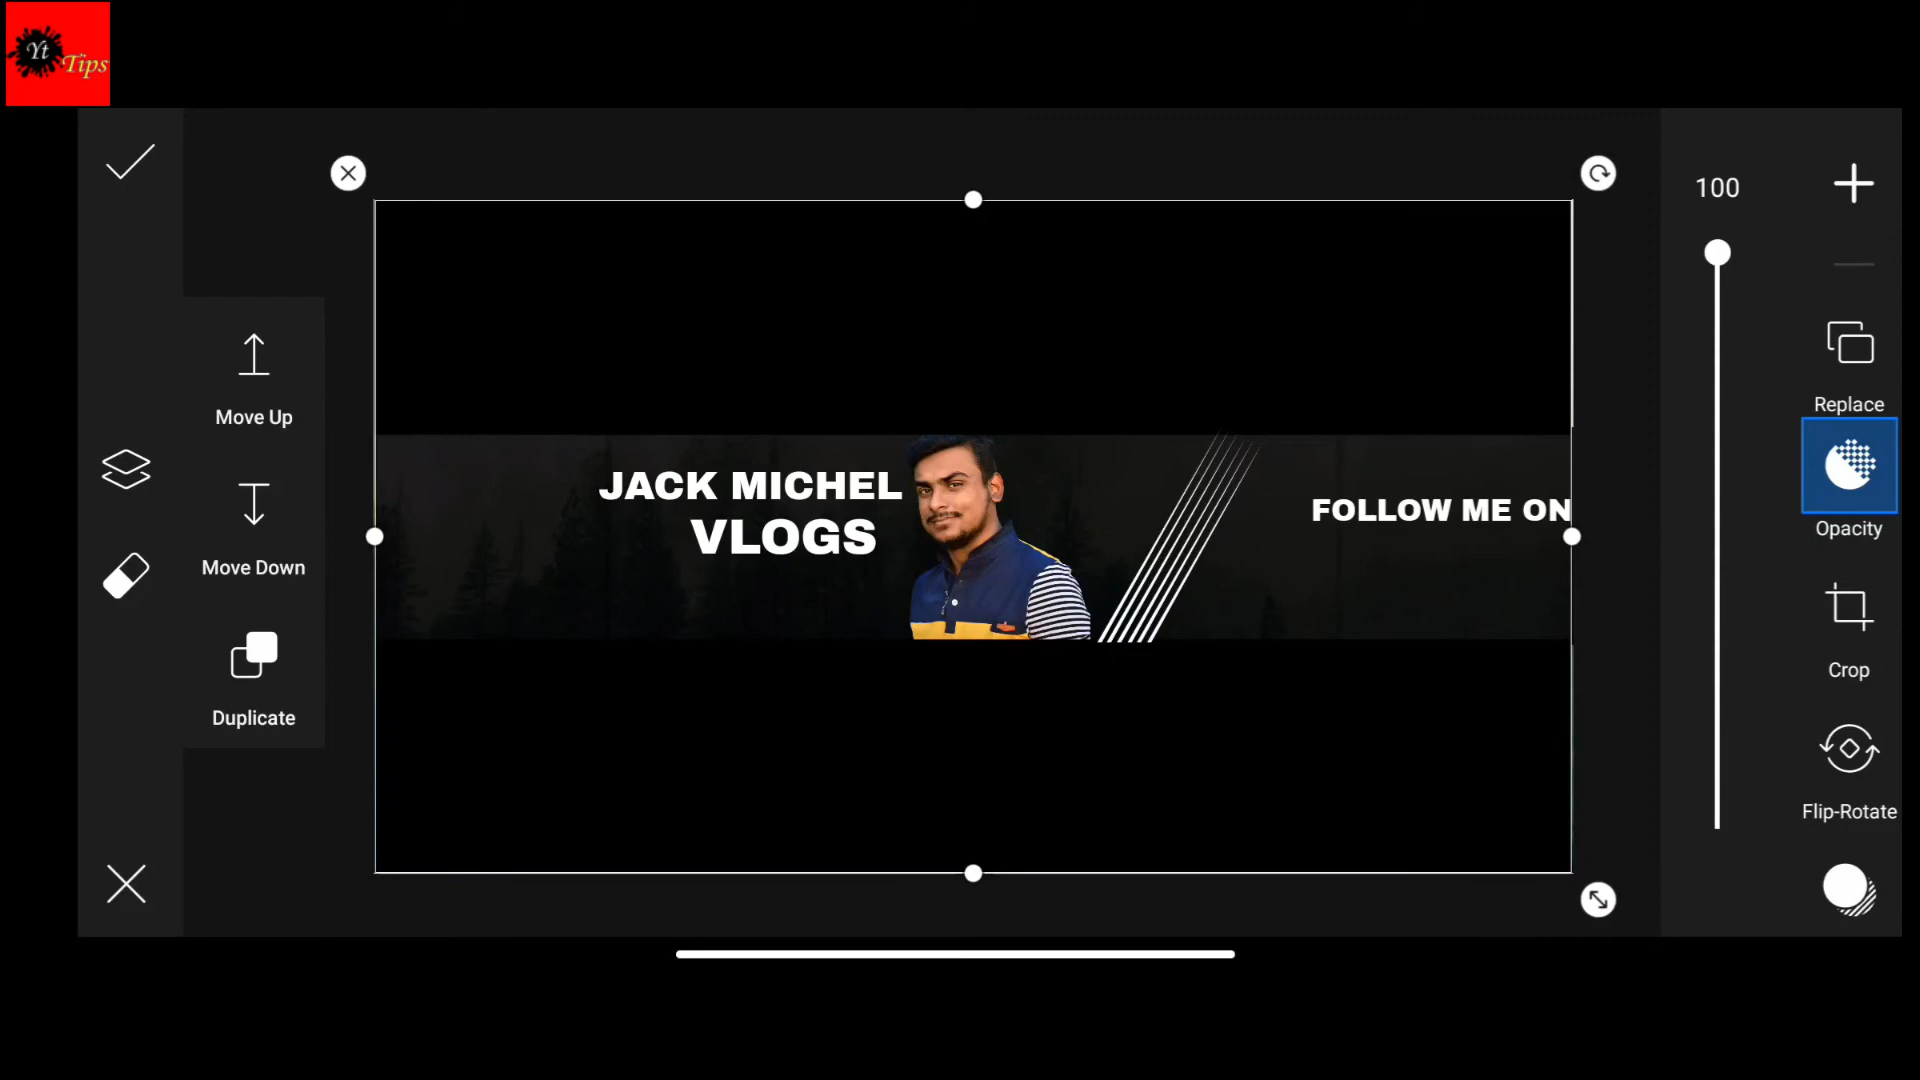 Yt
Tips
100
Move Up
Move Down
Duplicate
JACK MICHEL
VLOGS
FOLLOW ME ON
Replace
Opacity
Crop
Flip-Rotate